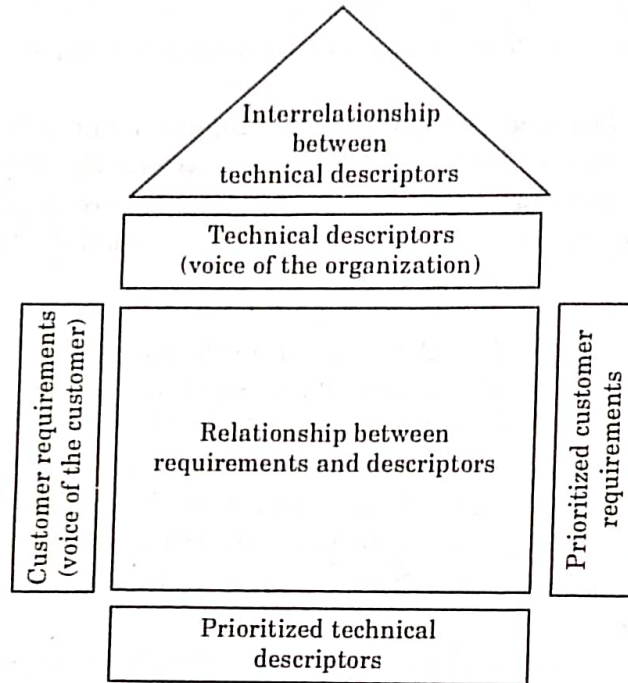 Interrelationship
between
technical descriptors
Technical descriptors
(voice of the organization)
Customer requirements
(voice of the customer)
Relationship between
requirements and descriptors
Prioritized customer
requirements
Prioritized technical
descriptors